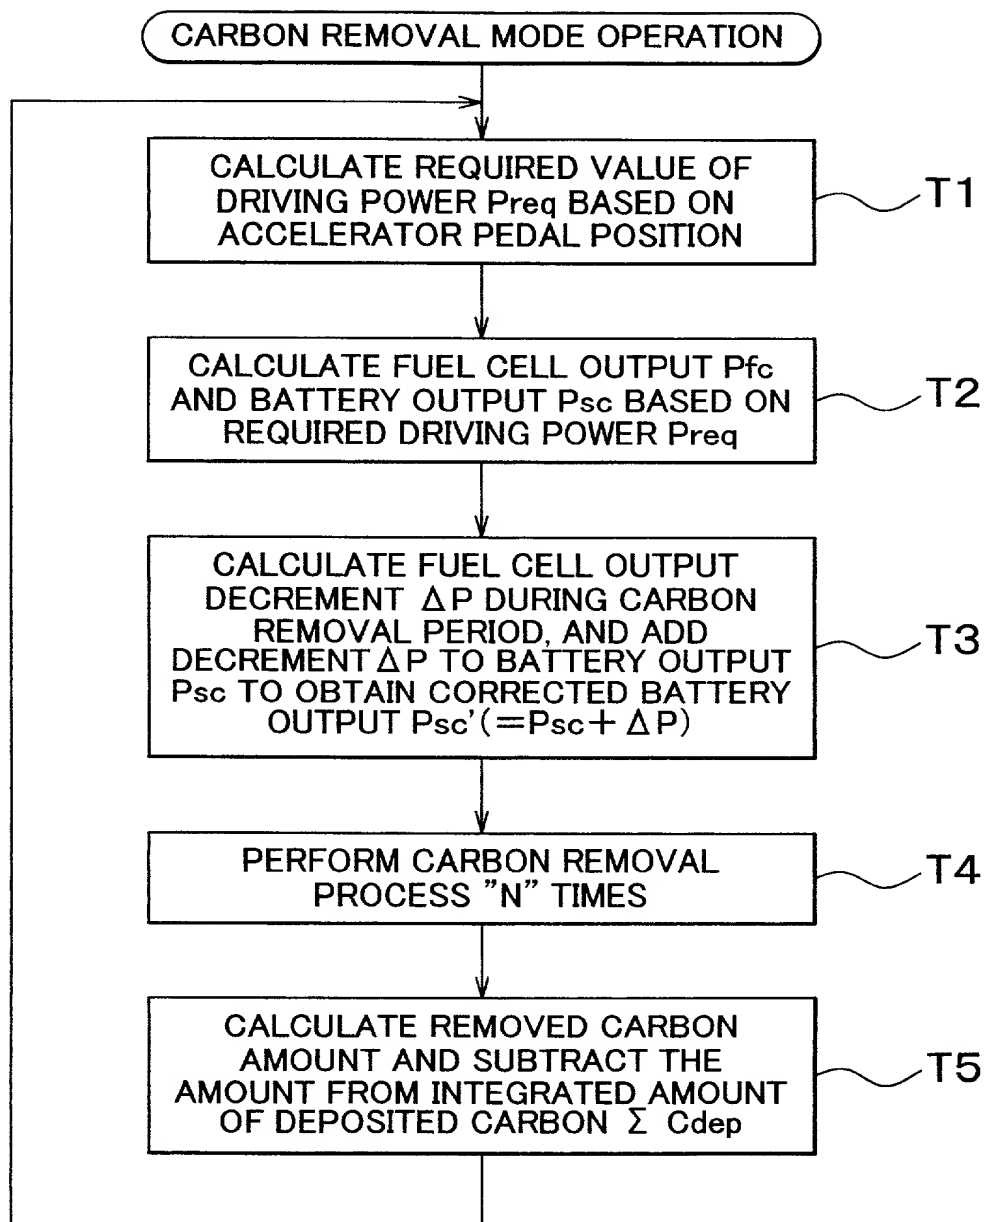 CARBON REMOVAL MODE OPERATION
CALCULATE REQUIRED VALUE OF
DRIVING POWER Preq BASED ON
ACCELERATOR PEDAL POSITION
T1
CALCULATE FUEL CELL OUTPUT Pfc
AND BATTERY OUTPUT Psc BASED ON
REQUIRED DRIVING POWER Preq
T2
CALCULATE FUEL CELL OUTPUT
DECREMENT ΔP DURING CARBON
REMOVAL PERIOD, AND ADD
DECREMENT ΔP TO BATTERY OUTPUT
Psc TO OBTAIN CORRECTED BATTERY
OUTPUT Psc'(=Psc+ ΔP)
T3
PERFORM CARBON REMOVAL
PROCESS "N" TIMES
T4
CALCULATE REMOVED CARBON
AMOUNT AND SUBTRACT THE
AMOUNT FROM INTEGRATED AMOUNT
OF DEPOSITED CARBON Σ Cdep
T5